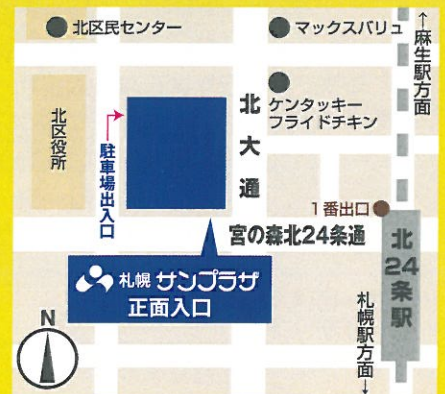 北区民センター
マックスバリュ
↑麻生駅方面
ケンタッキー
フライドチキン
北区役所
駐車場出入口
北大通
1番出口
宮の森北24条通
北24条駅
札幌 サンプラザ
正面入口
札幌駅方面↓
N